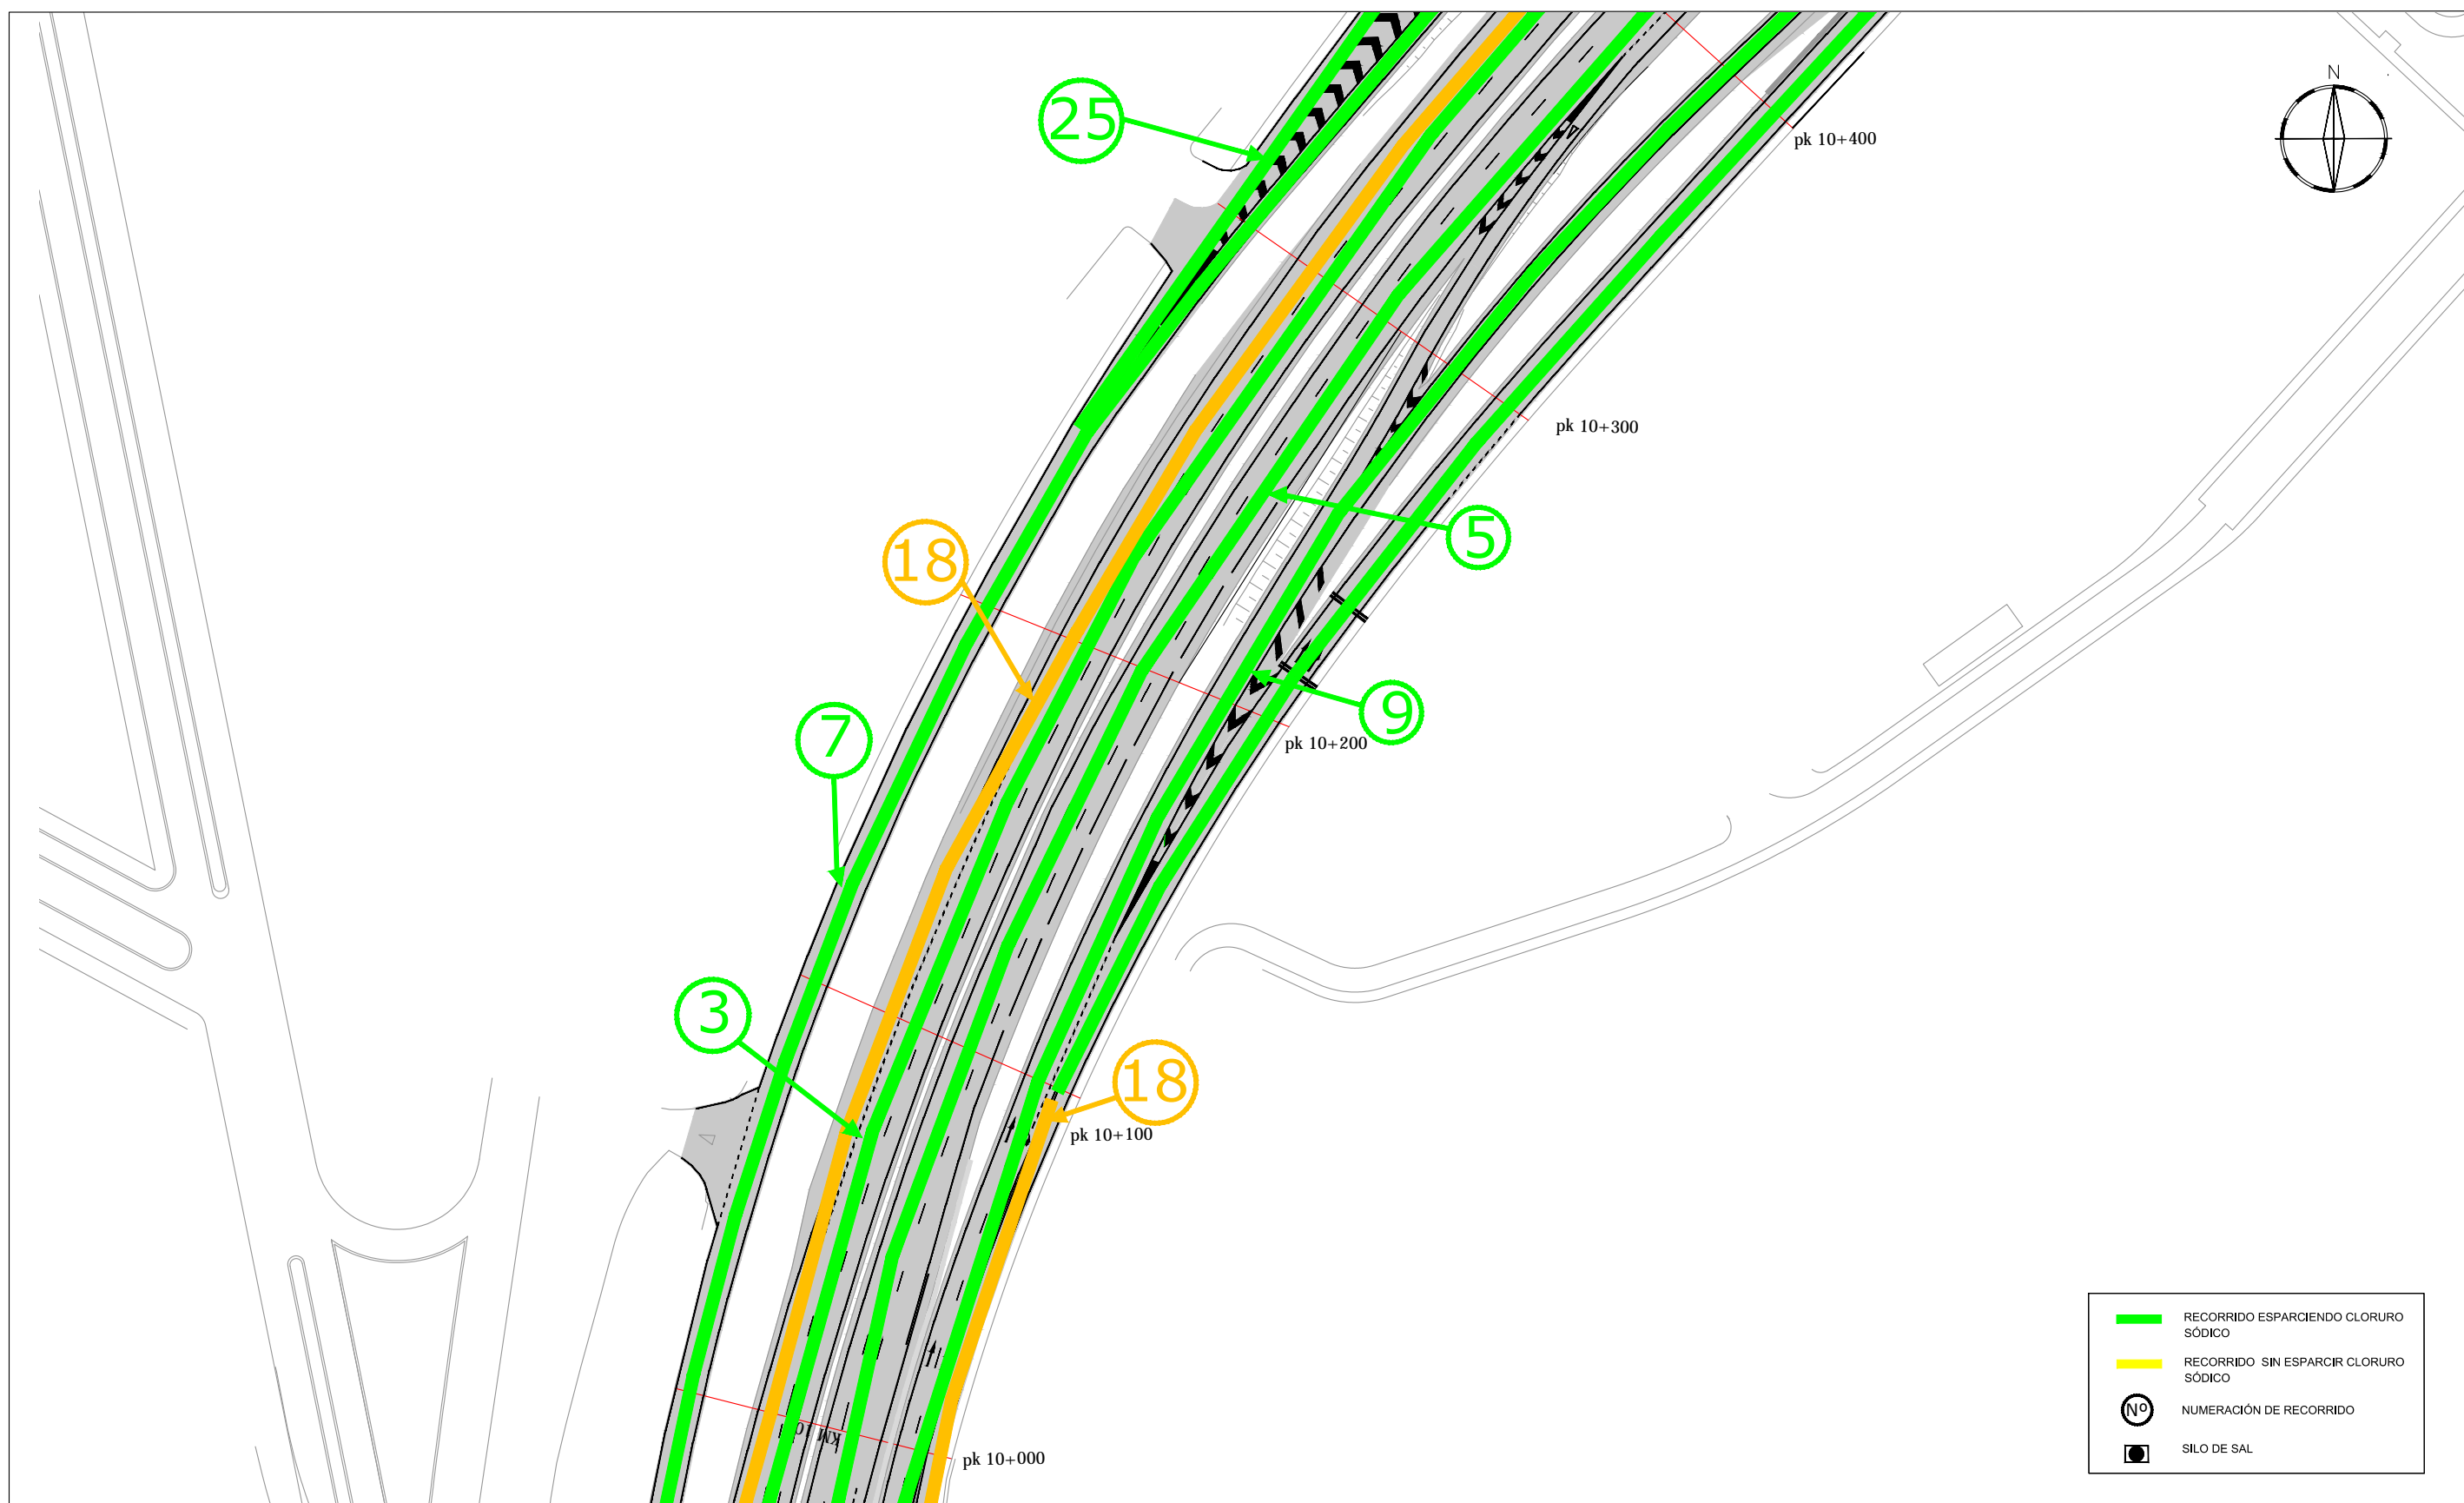 N
25
pk 10+400
pk 10+300
5
18
9
7
pk 10+200
3
18
pk 10+100
KM 10
pk 10+000
RECORRIDO ESPARCIENDO CLORURO
SÓDICO
RECORRIDO SIN ESPARCIR CLORURO
SÓDICO
Nº
NUMERACIÓN DE RECORRIDO
SILO DE SAL